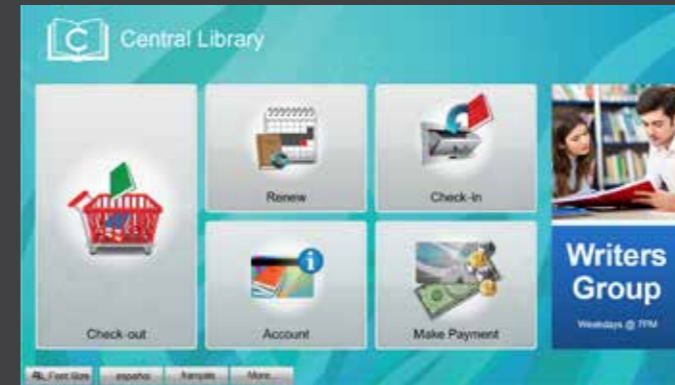 C Central Library
Renew
Check-in
Check-out
Account
Make Payment
Writers
Group
Weekdays @ 7PM
Font Size español français More...